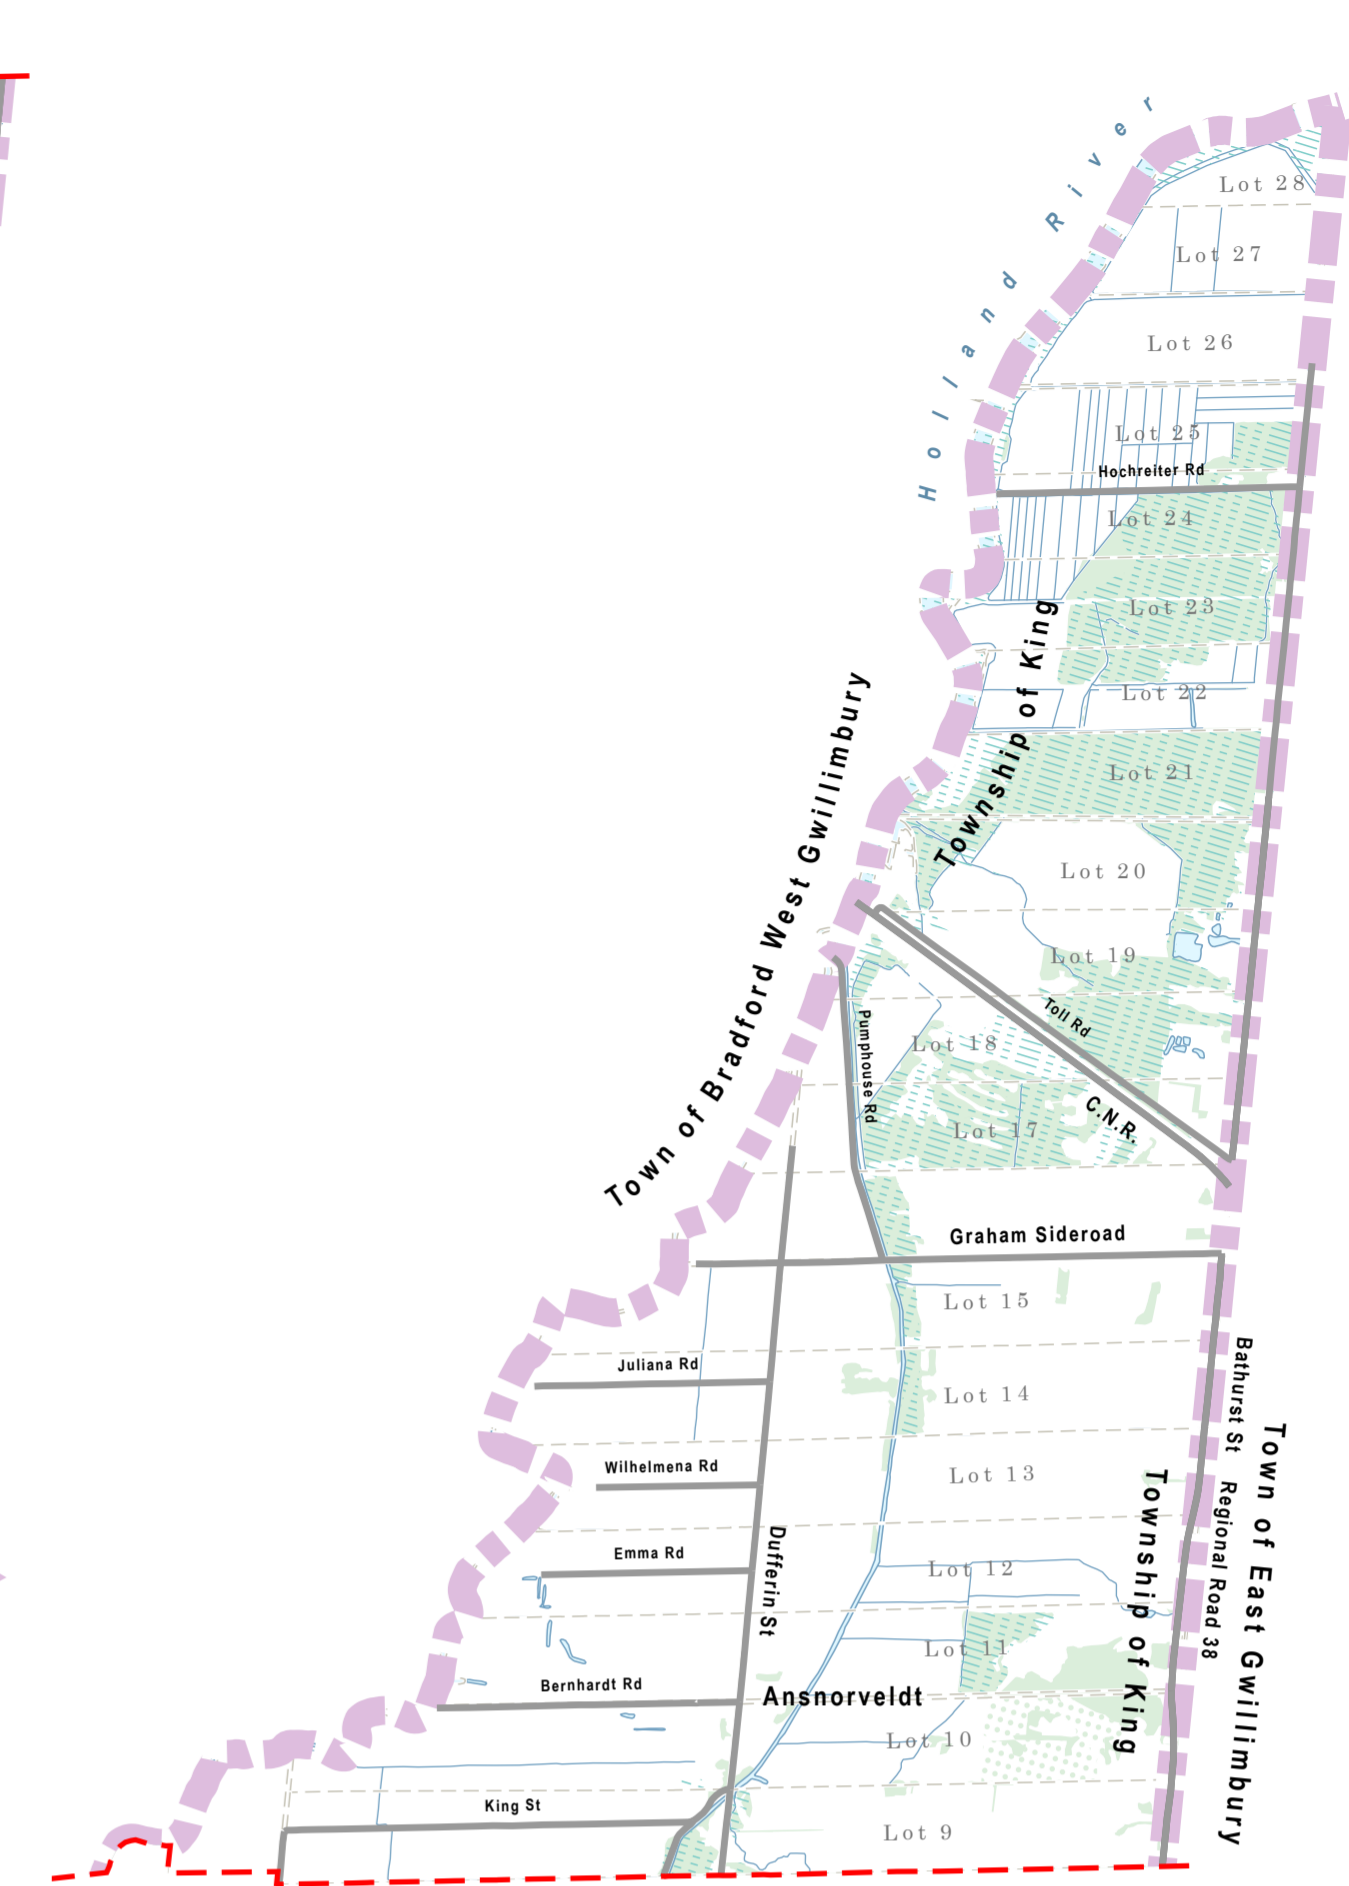 Holland River
Lot 28
Lot 27
Lot 26
Lot 25
Hochreiter Rd
Lot 24
Lot 23
Township of King
Lot 22
Town of Bradford West Gwillimbury
Lot 21
Lot 20
Lot 19
Toll Rd
Pumphouse Rd
Lot 18
C.N.R.
Lot 17
Graham Sideroad
Lot 15
Bathurst St Regional Road 38
Juliana Rd
Lot 14
Town of East Gwillimbury
Wilhelmena Rd
Lot 13
Township of King
Dufferin St
Emma Rd
Lot 12
Lot 11
Bernhardt Rd
Ansnorveldt
Lot 10
King St
Lot 9